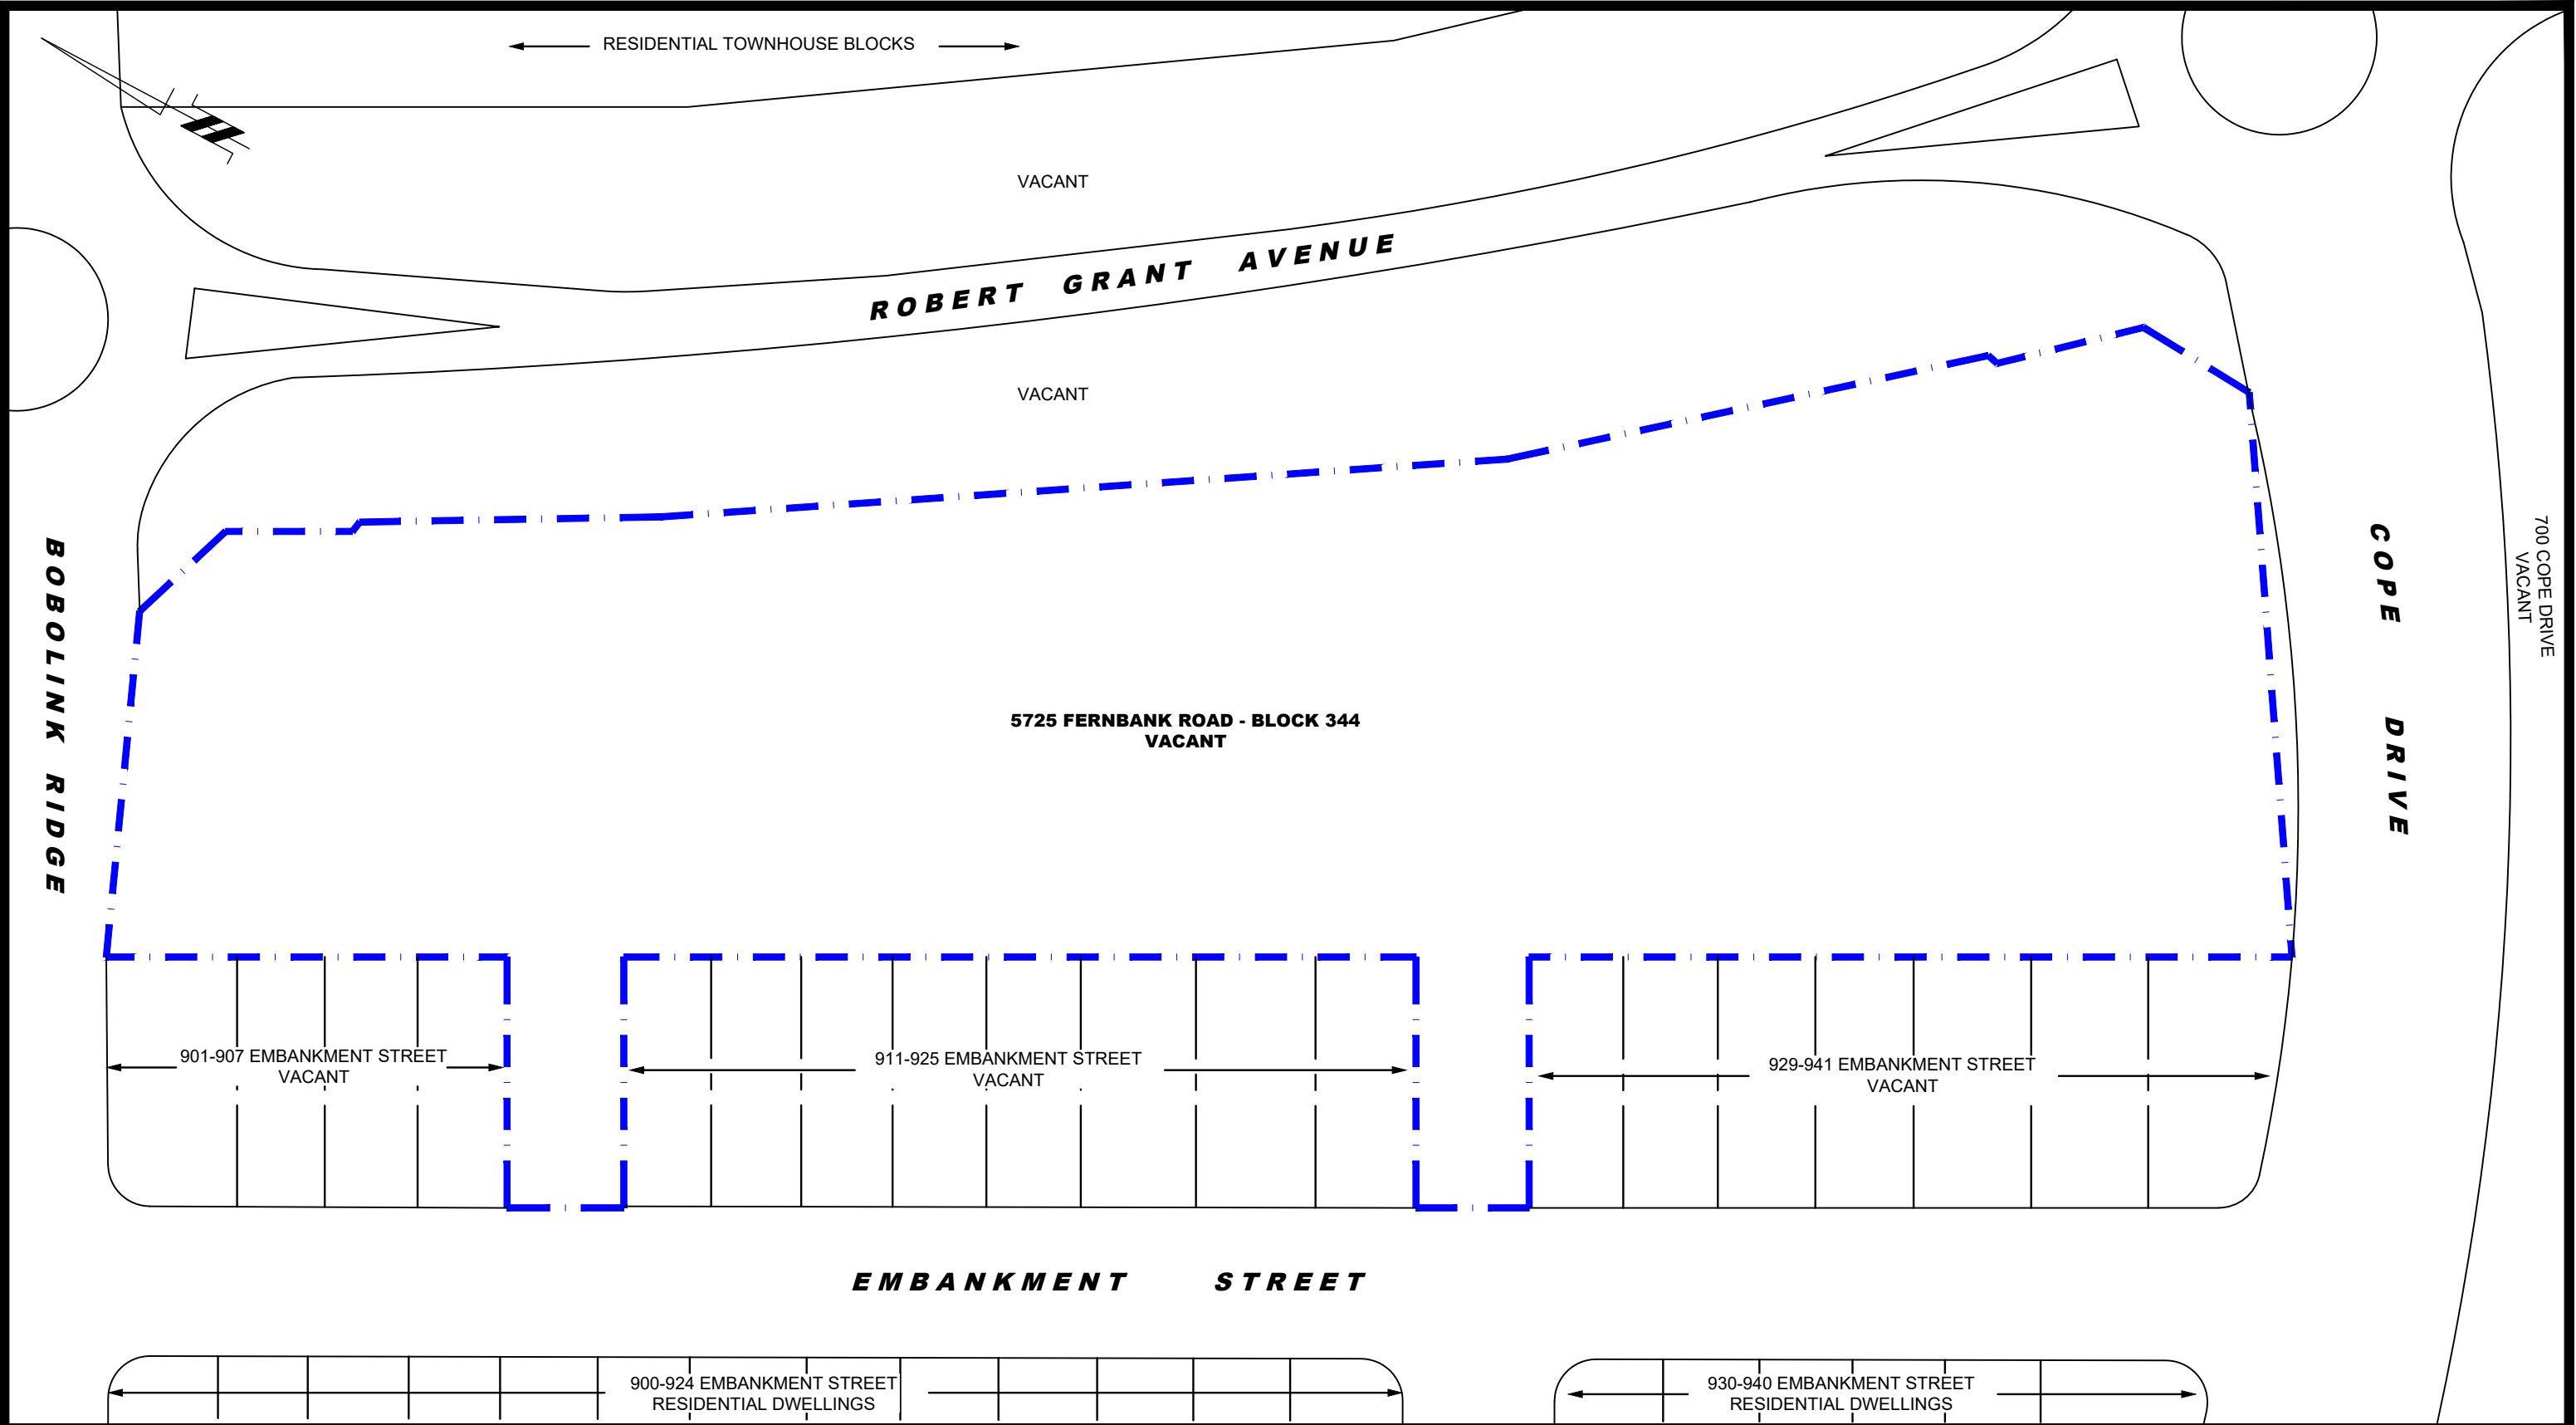 RESIDENTIAL TOWNHOUSE BLOCKS
VACANT
ROBERT GRANT AVENUE
VACANT
BOBOLINK RIDGE
COPE DRIVE
700 COPE DRIVE
VACANT
5725 FERNBANK ROAD - BLOCK 344
VACANT
901-907 EMBANKMENT STREET
VACANT
911-925 EMBANKMENT STREET
VACANT
929-941 EMBANKMENT STREET
VACANT
EMBANKMENT STREET
900-924 EMBANKMENT STREET
RESIDENTIAL DWELLINGS
930-940 EMBANKMENT STREET
RESIDENTIAL DWELLINGS